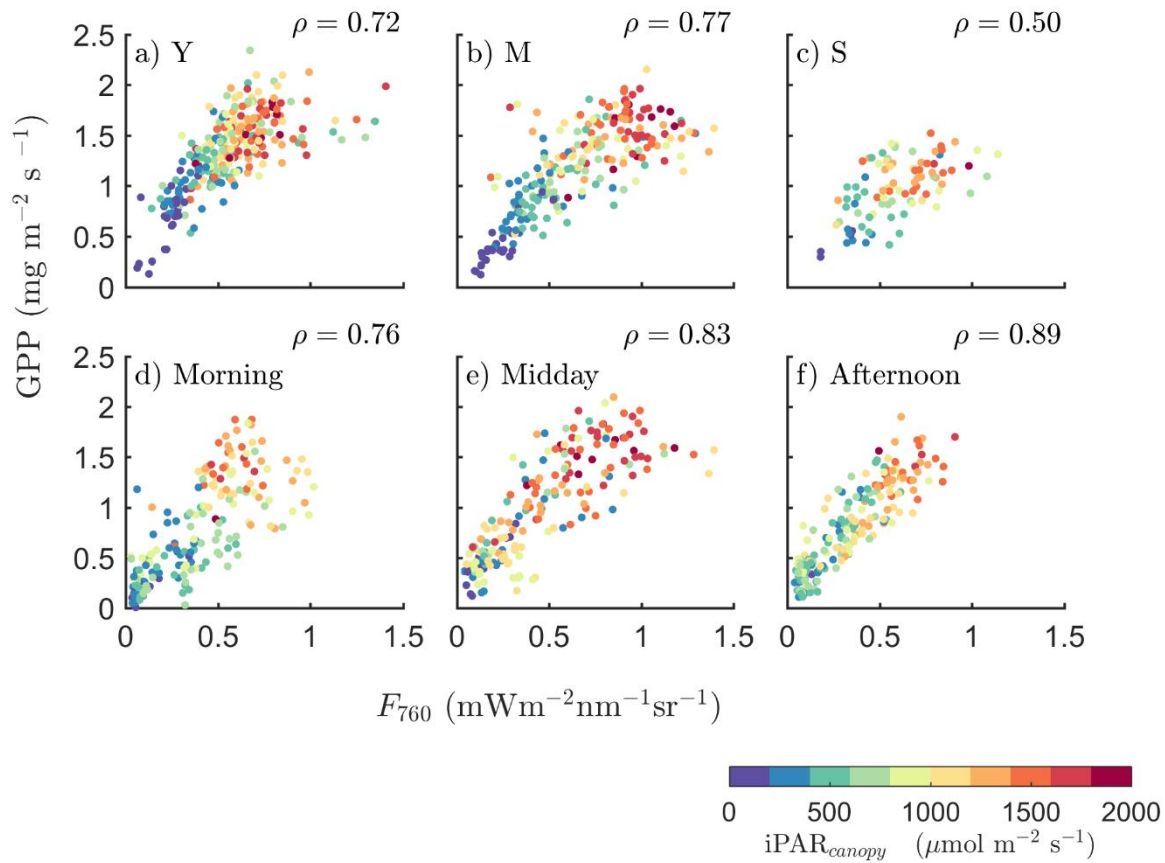 ρ = 0.72 ρ = 0.77 ρ = 0.50
2.5 a) Y b) M c) S
2
1.5
1
0.5
0
GPP (mg m−2 s −1)
ρ = 0.76 ρ = 0.83 ρ = 0.89
2.5 d) Morning e) Midday f) Afternoon
2
1.5
1
0.5
0
0 0.5 1 1.5 0 0.5 1 1.5 0 0.5 1 1.5
F760 (mWm−2nm−1sr−1)
0 500 1000 1500 2000
iPARcanopy (μmol m−2 s−1)